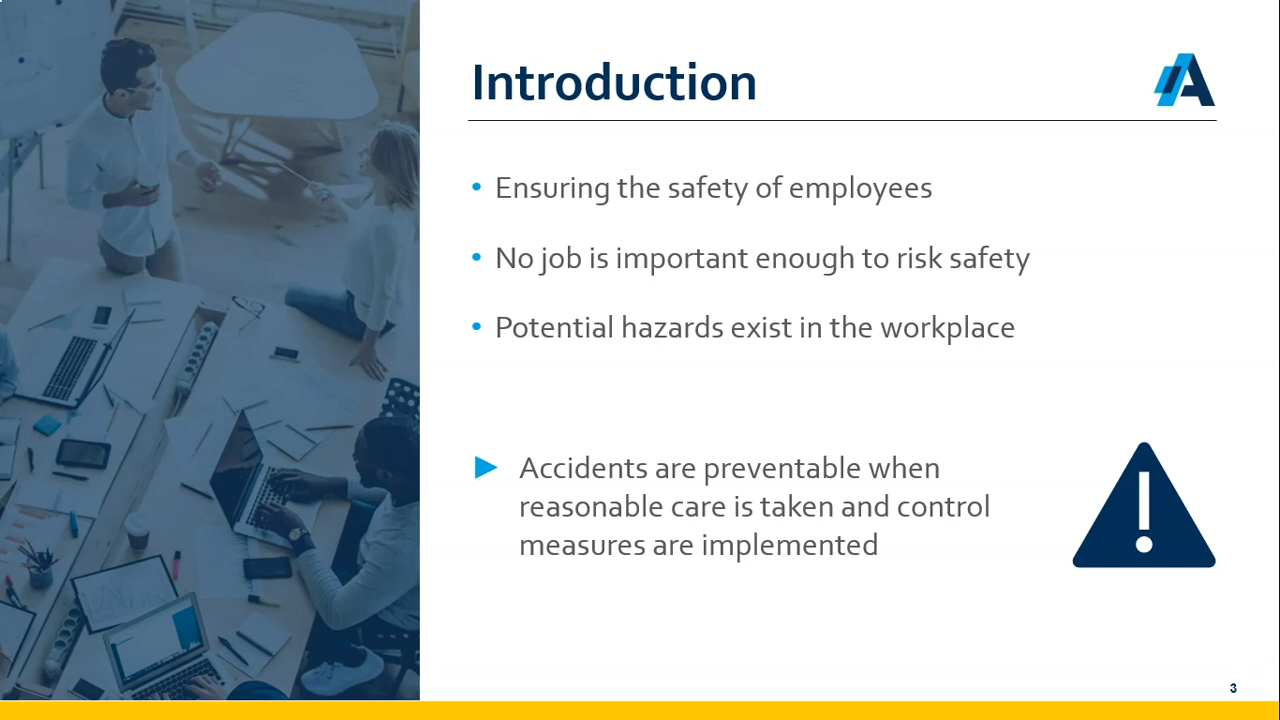 Introduction
• Ensuring the safety of employees
• No job is important enough to risk safety
• Potential hazards exist in the workplace
► Accidents are preventable when
reasonable care is taken and control
measures are implemented
3